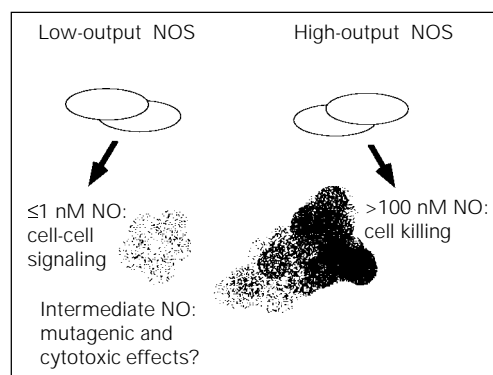 Low-output NOS
High-output NOS
≤1 nM NO:
cell-cell
signaling
>100 nM NO:
cell killing
Intermediate NO:
mutagenic and
cytotoxic effects?